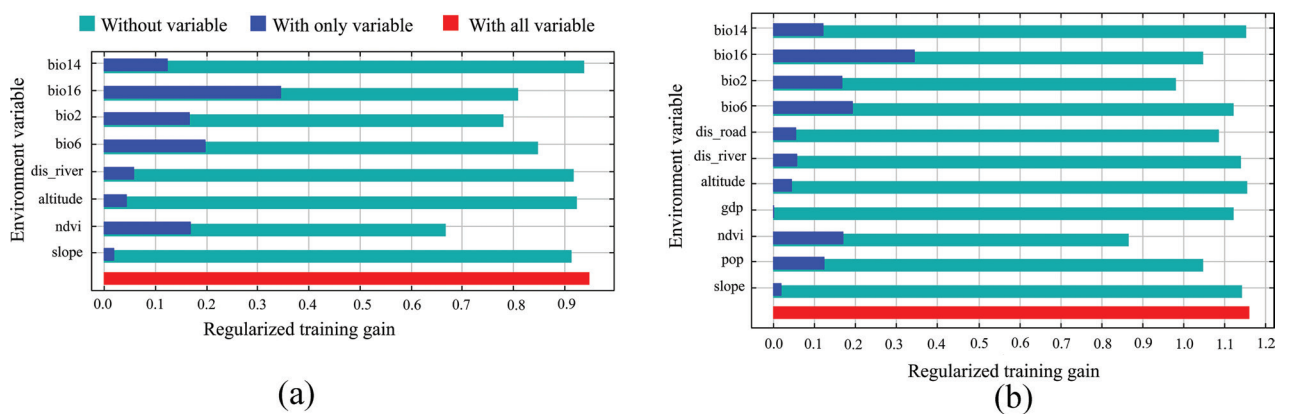 Without variable With only variable With all variable
Environment variable
bio14
bio16
bio2
bio6
dis_river
altitude
ndvi
slope
0.0 0.1 0.2 0.3 0.4 0.5 0.6 0.7 0.8 0.9
Regularized training gain
(a)
Environment variable
bio14
bio16
bio2
bio6
dis_road
dis_river
altitude
gdp
ndvi
pop
slope
0.0 0.1 0.2 0.3 0.4 0.5 0.6 0.7 0.8 0.9 1.0 1.1 1.2
Regularized training gain
(b)